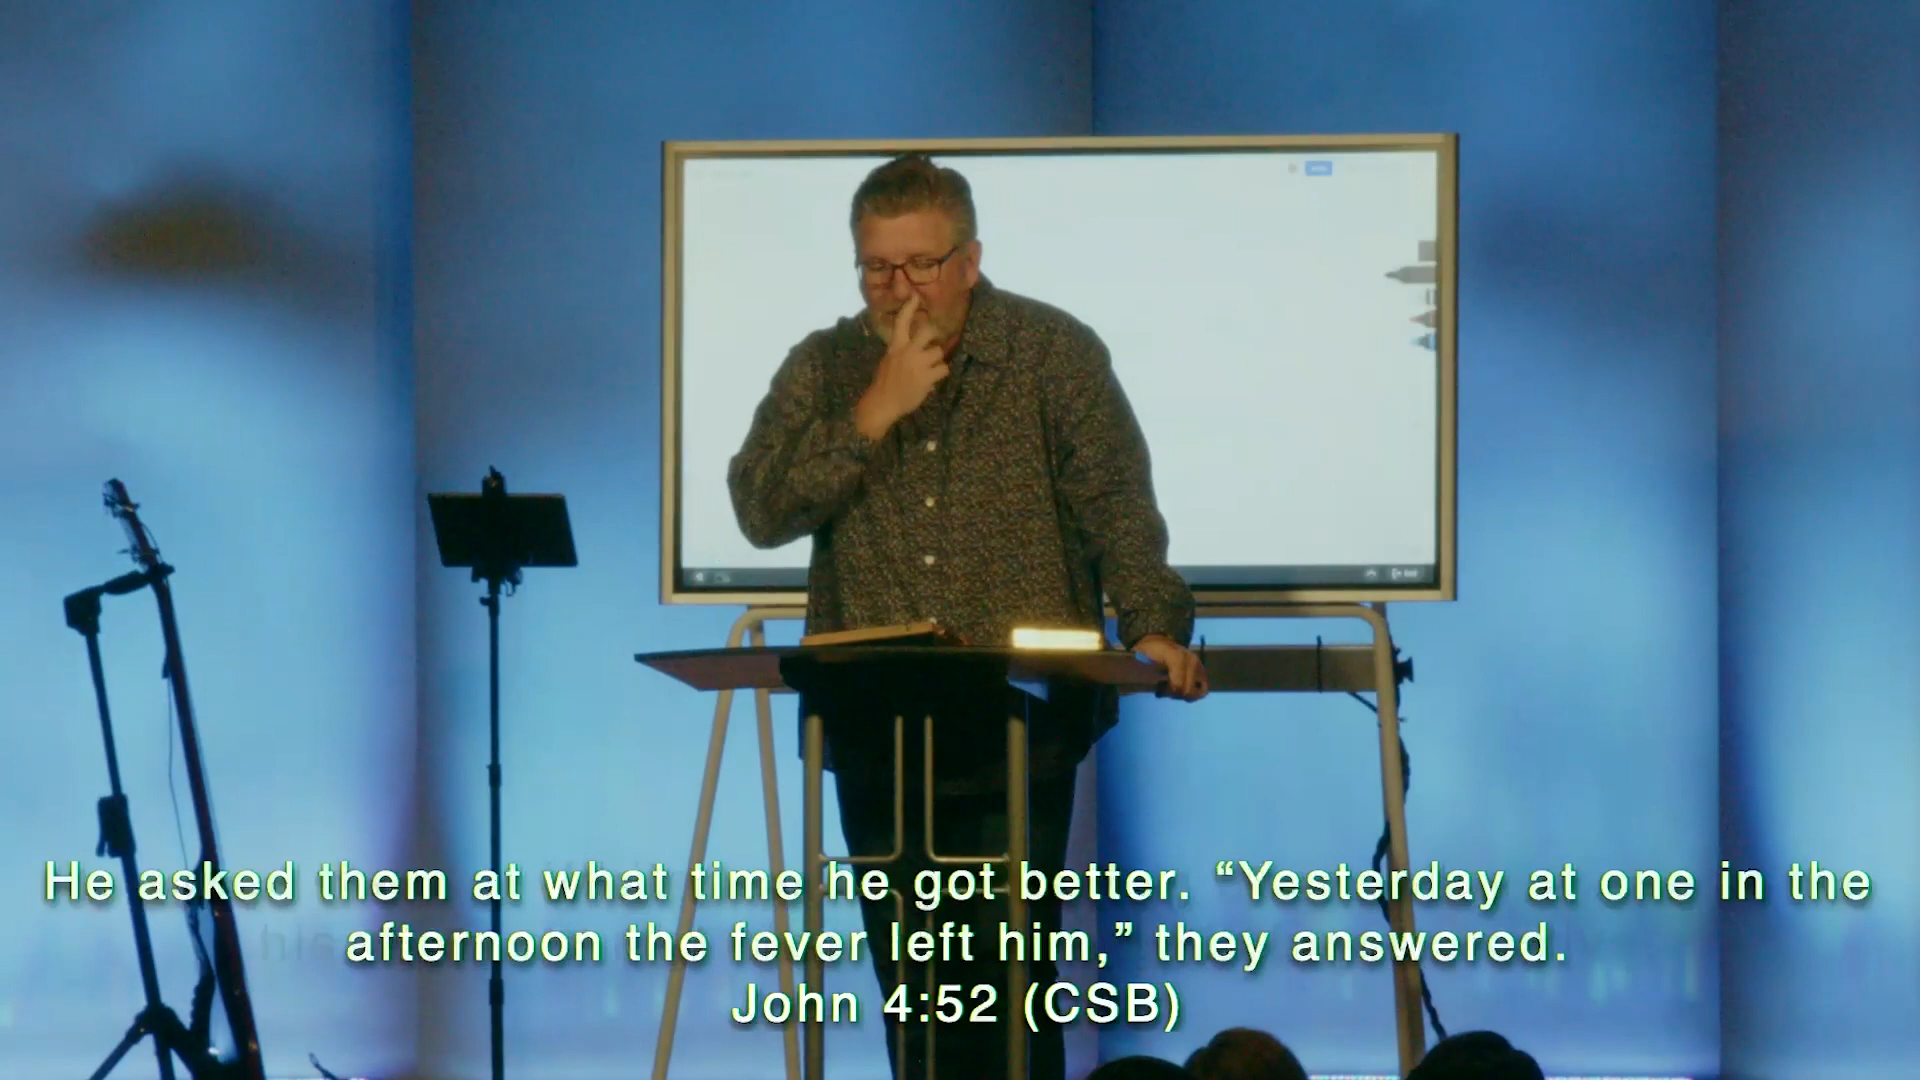 He asked them at what time he got better. “Yesterday at one in the
afternoon the fever left him,” they answered.
John 4:52 (CSB)